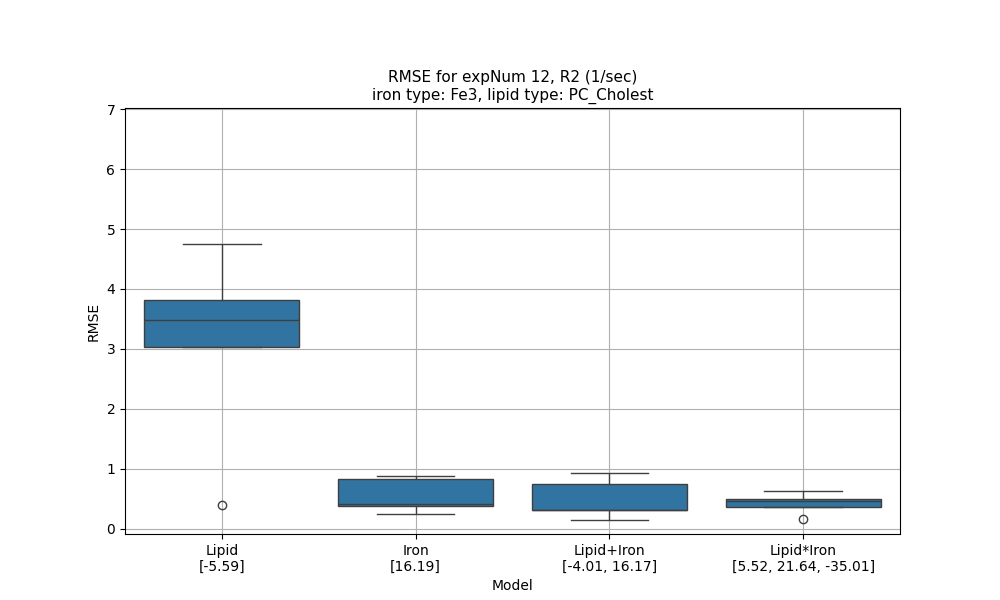 RMSE for expNum 12, R2 (1/sec)
iron type: Fe3, lipid type: PC_Cholest
7
6
5
4
3
2
1
0
RMSE
Lipid
[-5.59]
Iron
[16.19]
Lipid+Iron
[-4.01, 16.17]
Lipid*Iron
[5.52, 21.64, -35.01]
Model